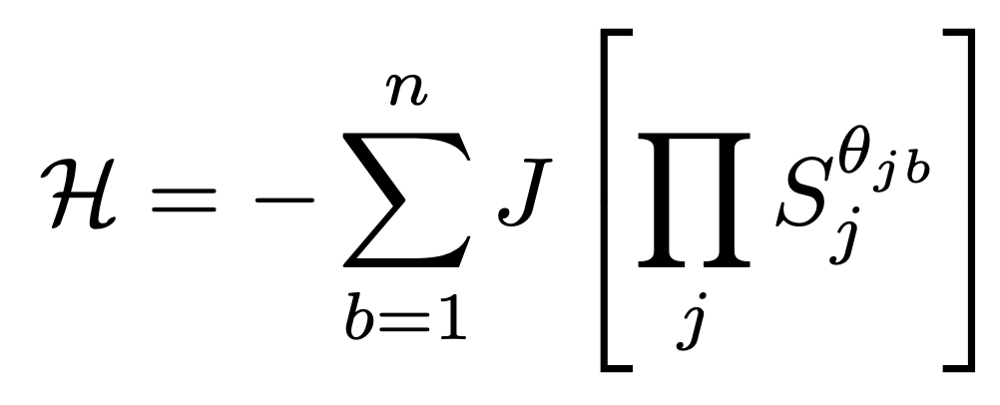 $$\mathcal{H} = -\sum_{b=1}^{n} J \left[ \prod_{j} S_j^{\theta_{jb}} \right]$$